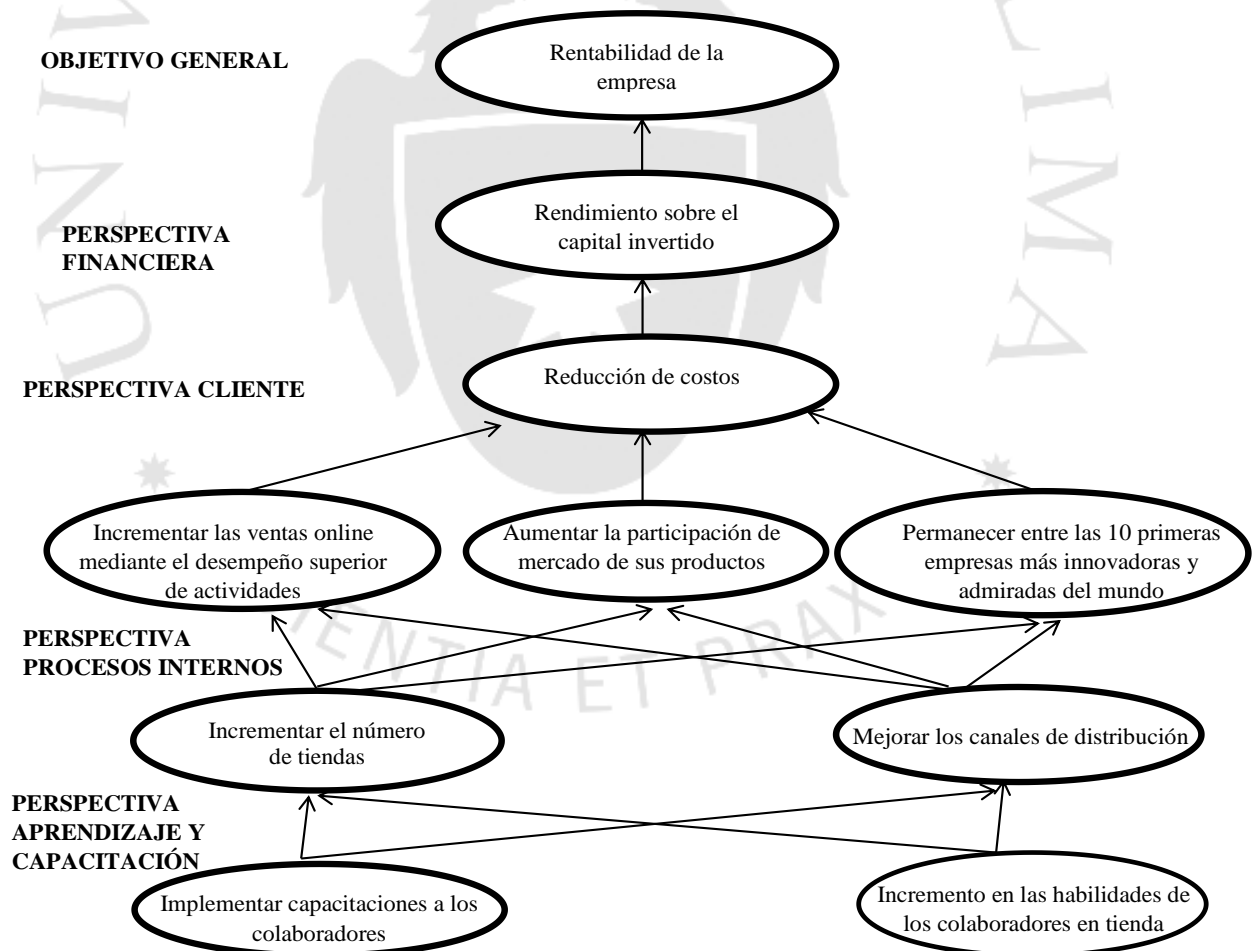 OBJETIVO GENERAL
Rentabilidad de la
empresa
PERSPECTIVA
FINANCIERA
Rendimiento sobre el
capital invertido
PERSPECTIVA CLIENTE
Reducción de costos
Incrementar las ventas online
mediante el desempeño superior
de actividades
Aumentar la participación de
mercado de sus productos
Permanecer entre las 10 primeras
empresas más innovadoras y
admiradas del mundo
PERSPECTIVA
PROCESOS INTERNOS
Incrementar el número
de tiendas
Mejorar los canales de distribución
PERSPECTIVA
APRENDIZAJE Y
CAPACITACIÓN
Implementar capacitaciones a los
colaboradores
Incremento en las habilidades de
los colaboradores en tienda
LIMA
ET